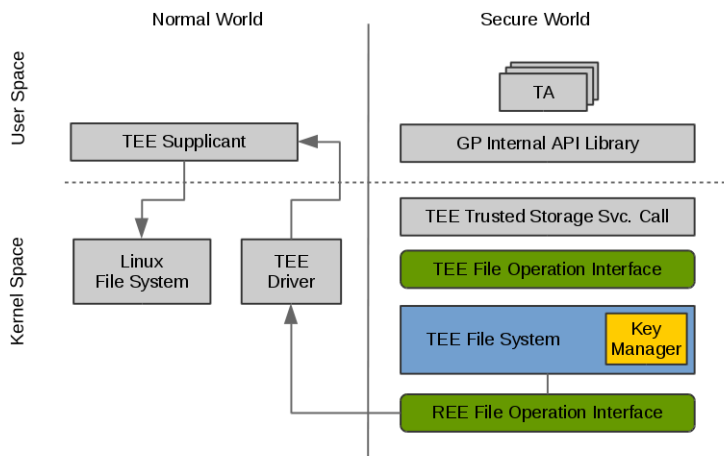 Normal World
Secure World
User Space
TA
TEE Supplicant
GP Internal API Library
Kernel Space
TEE Trusted Storage Svc. Call
Linux
File System
TEE
Driver
TEE File Operation Interface
TEE File System
Key
Manager
REE File Operation Interface